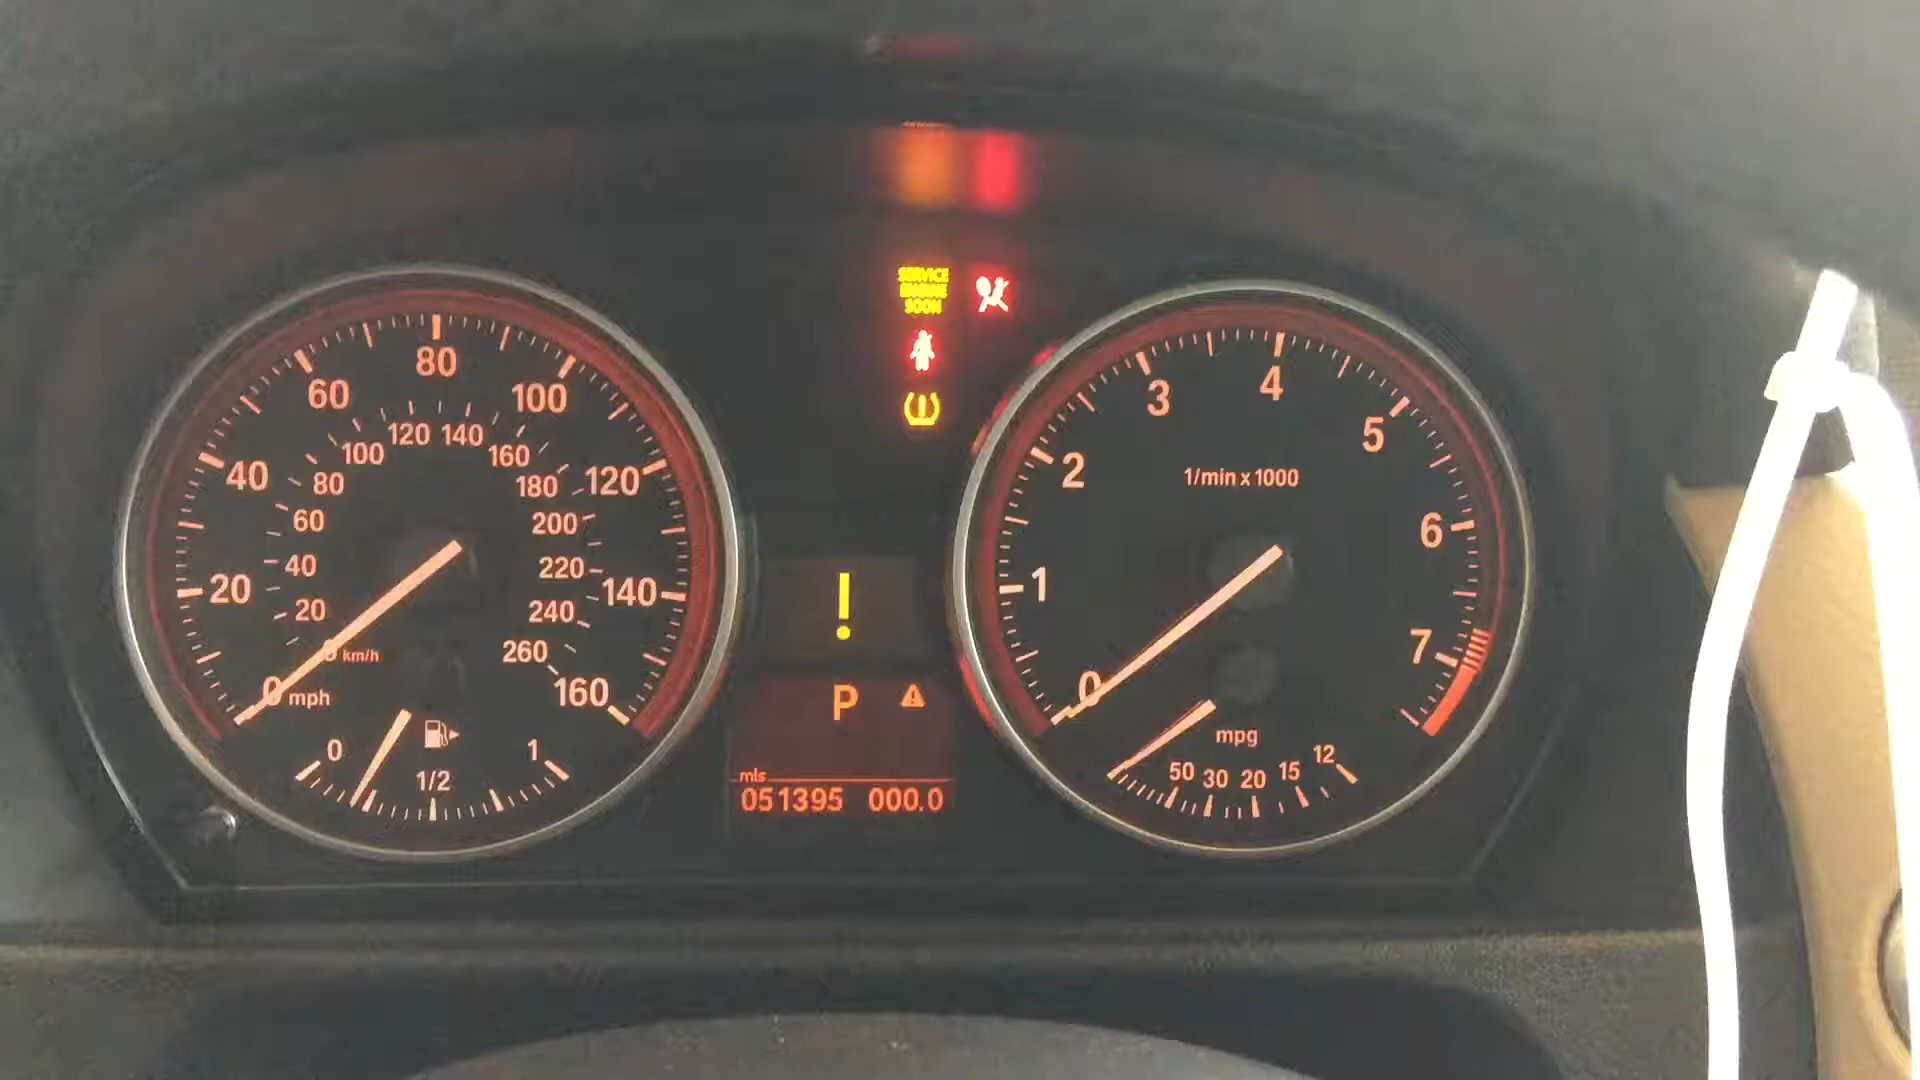 SERVICE
ENGINE
SOON
20 40 60 80 100 120 140 160
20 40 60 80 100 120 140 160 180 200 220 240 260
0 km/h
0 mph
0 1/2 1
!
P
mls
051395 000.0
0 1 2 3 4 5 6 7
1/min x 1000
mpg
50 30 20 15 12